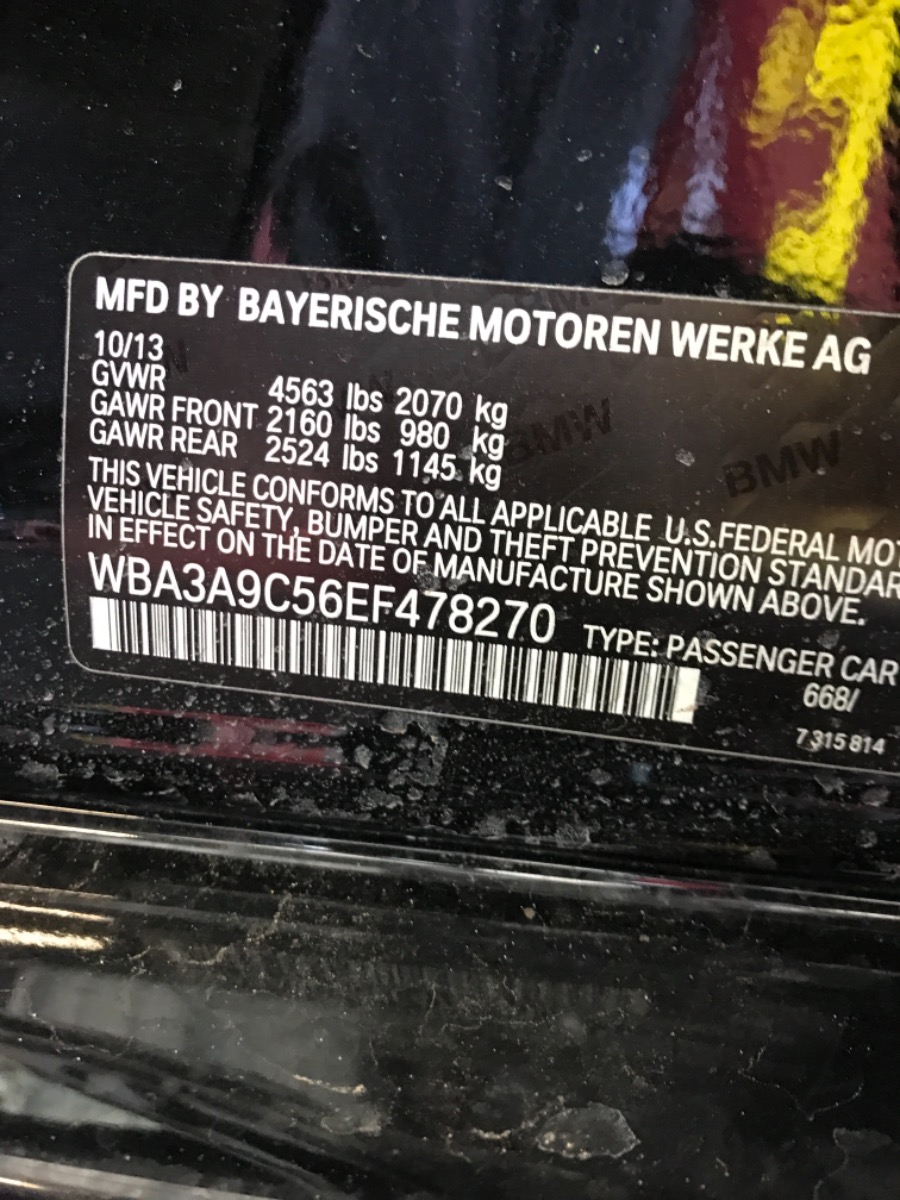 MFD BY BAYERISCHE MOTOREN WERKE AG
10/13
GVWR 4563 lbs 2070 kg
GAWR FRONT 2160 lbs 980 kg
GAWR REAR 2524 lbs 1145 kg
THIS VEHICLE CONFORMS TO ALL APPLICABLE U.S.FEDERAL MOT
VEHICLE SAFETY, BUMPER AND THEFT PREVENTION STANDAR
IN EFFECT ON THE DATE OF MANUFACTURE SHOWN ABOVE.
WBA3A9C56EF478270
TYPE: PASSENGER CAR
668/
7 315 814
BMW
BMW